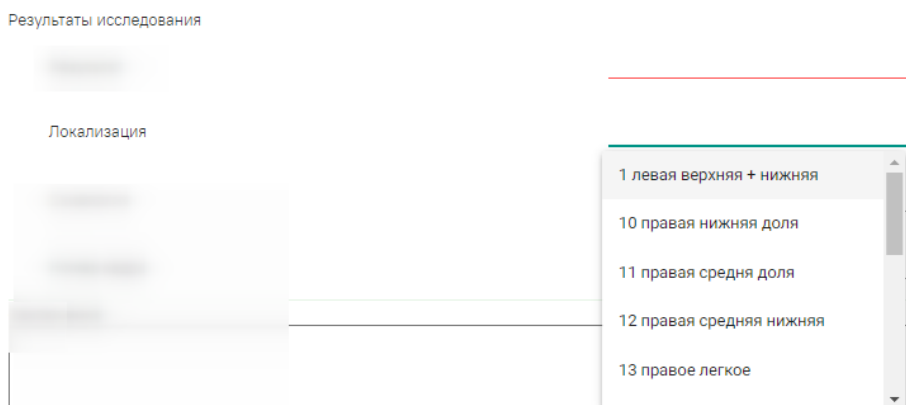 Результаты исследования
Локализация
1 левая верхняя + нижняя
10 правая нижняя доля
11 правая средня доля
12 правая средняя нижняя
13 правое легкое